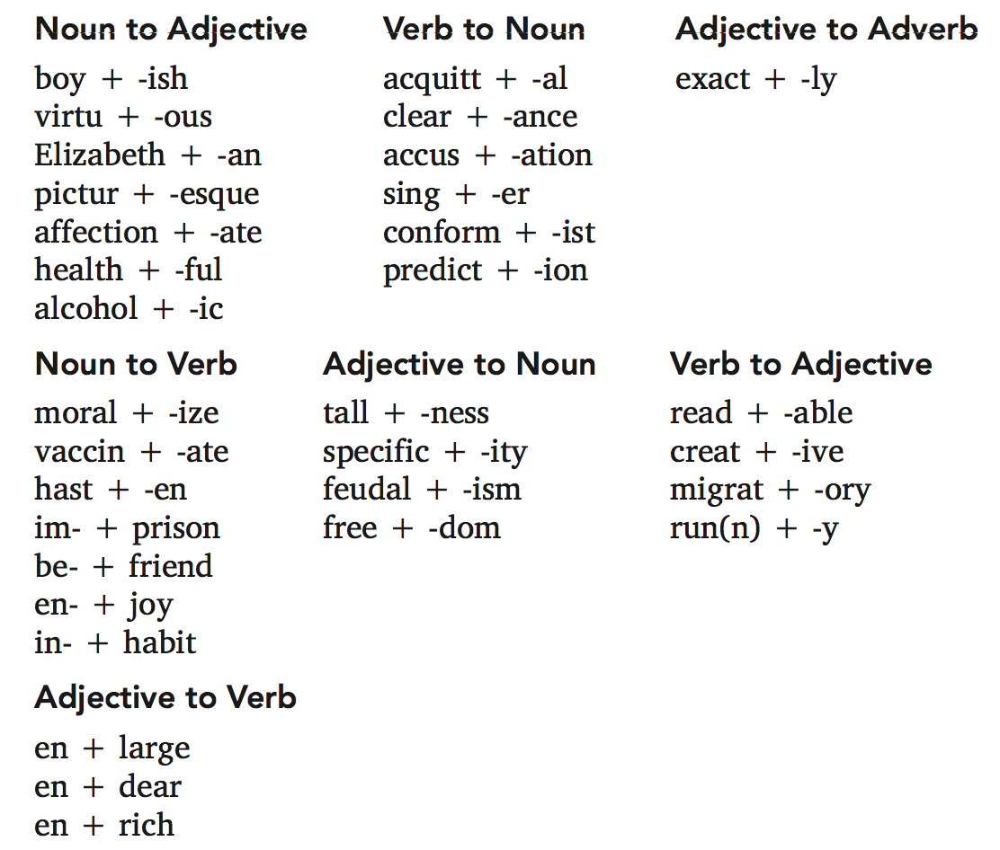 Noun to Adjective
boy + -ish
virtu + -ous
Elizabeth + -an
pictur + -esque
affection + -ate
health + -ful
alcohol + -ic
Verb to Noun
acquitt + -al
clear + -ance
accus + -ation
sing + -er
conform + -ist
predict + -ion
Adjective to Adverb
exact + -ly
Noun to Verb
moral + -ize
vaccin + -ate
hast + -en
im- + prison
be- + friend
en- + joy
in- + habit
Adjective to Noun
tall + -ness
specific + -ity
feudal + -ism
free + -dom
Verb to Adjective
read + -able
creat + -ive
migrat + -ory
run(n) + -y
Adjective to Verb
en + large
en + dear
en + rich